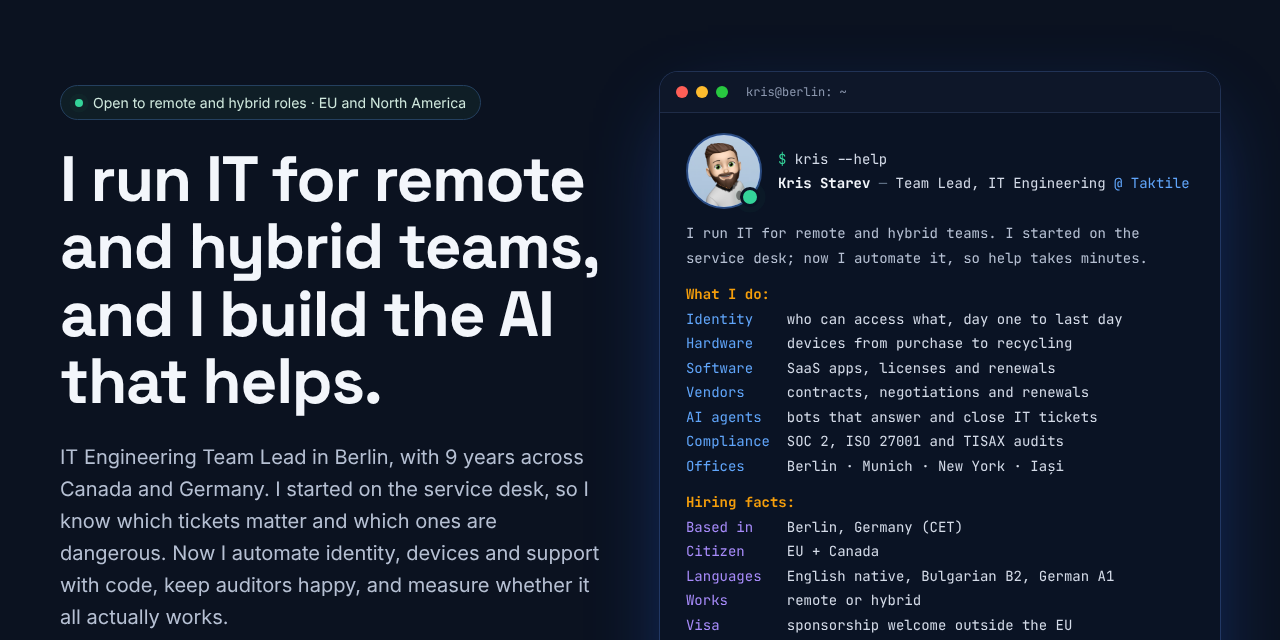 Open to remote and hybrid roles · EU and North America
I run IT for remote
and hybrid teams,
and I build the AI
that helps.
IT Engineering Team Lead in Berlin, with 9 years across
Canada and Germany. I started on the service desk, so I
know which tickets matter and which ones are
dangerous. Now I automate identity, devices and support
with code, keep auditors happy, and measure whether it
all actually works.
kris@berlin: ~
$ kris --help
Kris Starev — Team Lead, IT Engineering @ Taktile
I run IT for remote and hybrid teams. I started on the
service desk; now I automate it, so help takes minutes.
What I do:
Identity who can access what, day one to last day
Hardware devices from purchase to recycling
Software SaaS apps, licenses and renewals
Vendors contracts, negotiations and renewals
AI agents bots that answer and close IT tickets
Compliance SOC 2, ISO 27001 and TISAX audits
Offices Berlin · Munich · New York · Iași
Hiring facts:
Based in Berlin, Germany (CET)
Citizen EU + Canada
Languages English native, Bulgarian B2, German A1
Works remote or hybrid
Visa sponsorship welcome outside the EU